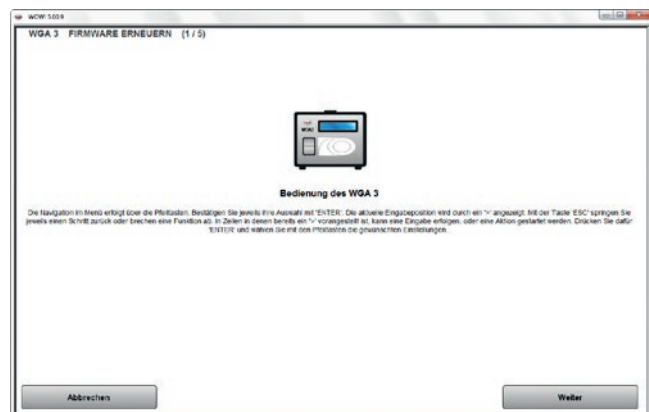 WOW! 5.00.9
WGA 3 FIRMWARE ERNEUERN (1 / 5)
Bedienung des WGA 3
Die Navigation im Menü erfolgt über die Pfeiltasten. Bestätigen Sie jeweils Ihre Auswahl mit 'ENTER'. Die aktuelle Eingabeposition wird durch ein '>' angezeigt. Mit der Taste 'ESC' springen Sie
jeweils einen Schritt zurück oder brechen eine Funktion ab. In Zeilen in denen bereits ein '>' vorangestellt ist, kann eine Eingabe erfolgen, oder eine Aktion gestartet werden. Drücken Sie dafür
'ENTER' und wählen Sie mit den Pfeiltasten die gewünschten Einstellungen.
Abbrechen
Weiter